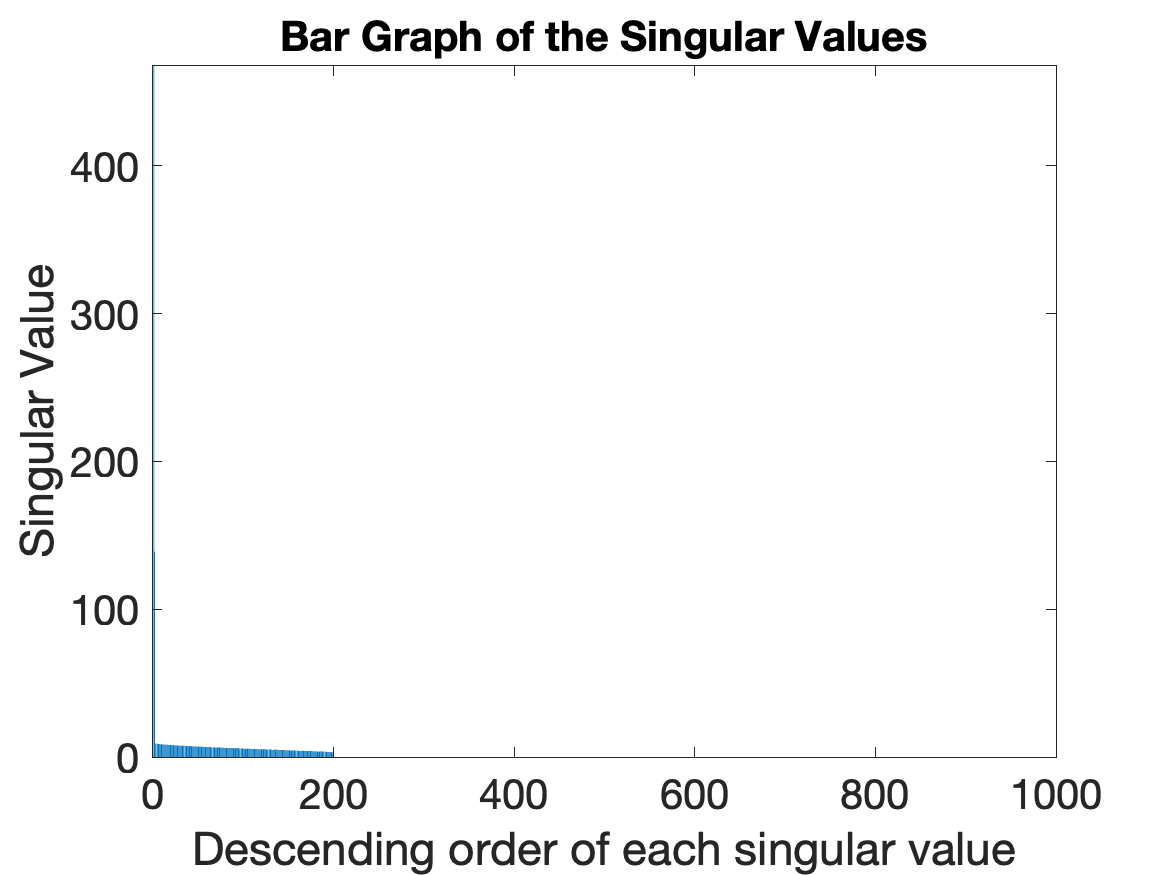 Bar Graph of the Singular Values
Singular Value
400
300
200
100
0
0 200 400 600 800 1000
Descending order of each singular value